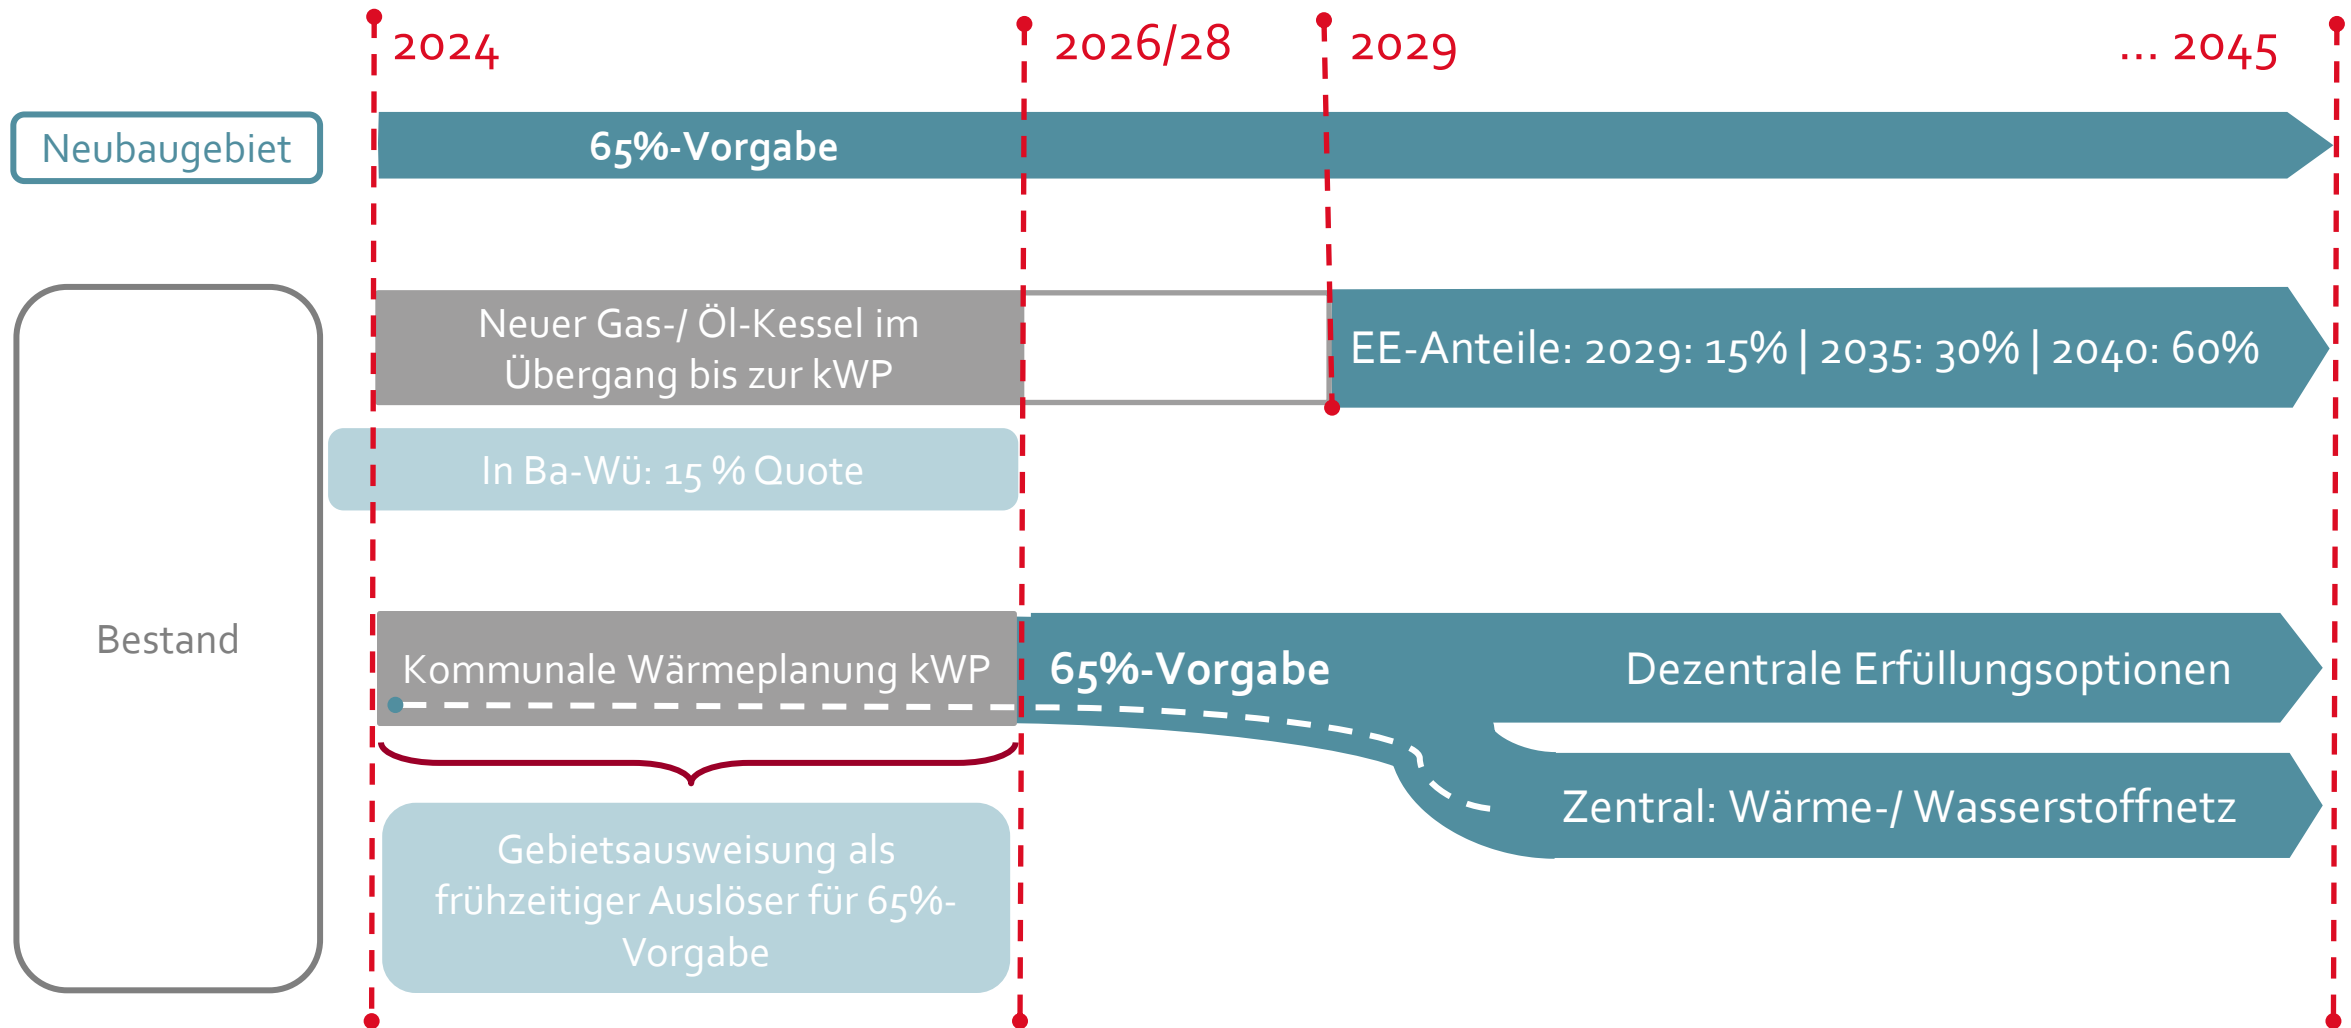 2024
2026/28
2029
... 2045
Neubaugebiet
65%-Vorgabe
Bestand
Neuer Gas-/ Öl-Kessel im
Übergang bis zur kWP
EE-Anteile: 2029: 15% | 2035: 30% | 2040: 60%
In Ba-Wü: 15 % Quote
Kommunale Wärmeplanung kWP
65%-Vorgabe
Dezentrale Erfüllungsoptionen
Zentral: Wärme-/ Wasserstoffnetz
Gebietsausweisung als
frühzeitiger Auslöser für 65%-
Vorgabe